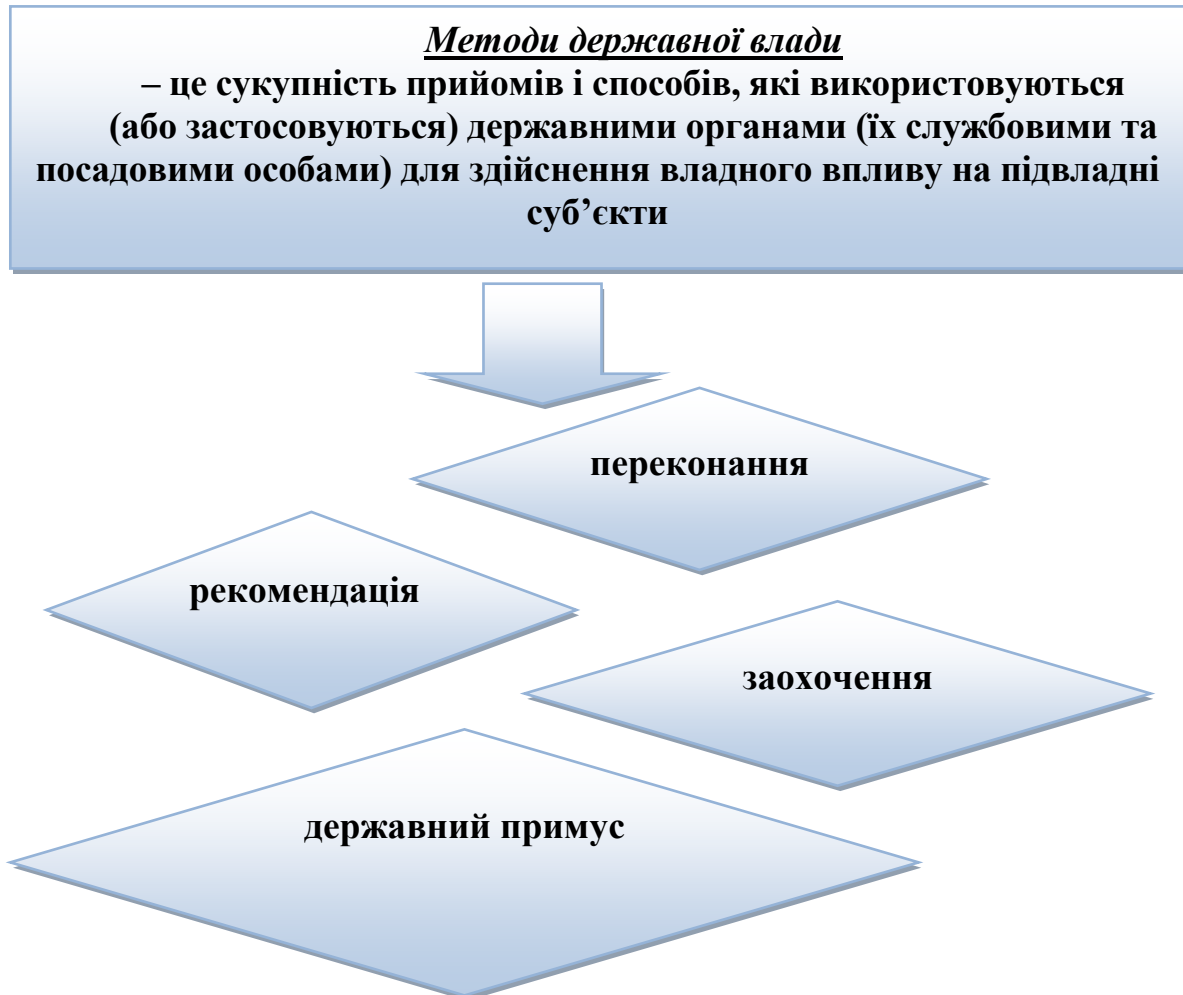 Методи державної влади
– це сукупність прийомів і способів, які використовуються
(або застосовуються) державними органами (їх службовими та
посадовими особами) для здійснення владного впливу на підвладні
суб’єкти
переконання
рекомендація
заохочення
державний примус